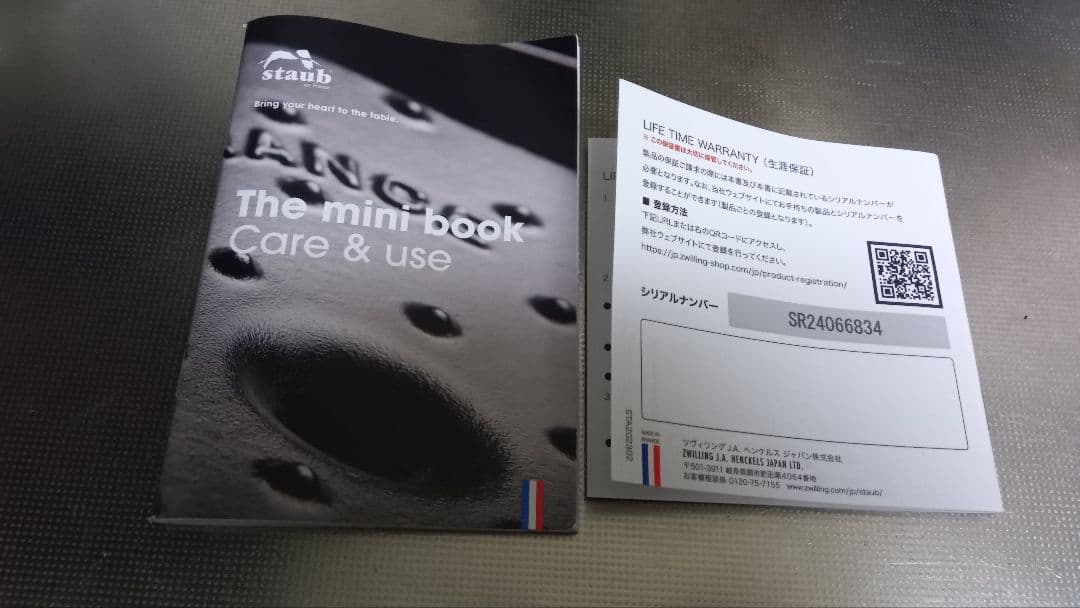 staub
Bring your heart to the table.
The mini book
Care & use
LIFE TIME WARRANTY（生涯保証）
※ この保証書は大切に保管してください。
製品の保証ご請求の際には本書及び本書に記載されているシリアルナンバーが
必要となります。なお、当社ウェブサイトにてお手持ちの製品とシリアルナンバーを
登録することができます（製品ごとの登録となります）。
■ 登録方法
下記URLまたは右のQRコードにアクセスし、
弊社ウェブサイトにて登録を行ってください。
https://jp.zwilling-shop.com/jp/product-registration/
シリアルナンバー
SR24066834
STA202302
MADE IN
FRANCE
ツヴィリング J.A. ヘンケルス ジャパン株式会社
ZWILLING J.A. HENCKELS JAPAN LTD.
〒501-3911 岐阜県関市肥田瀬4064番地
お客様相談係 0120-75-7155 www.zwilling.com/jp/staub/